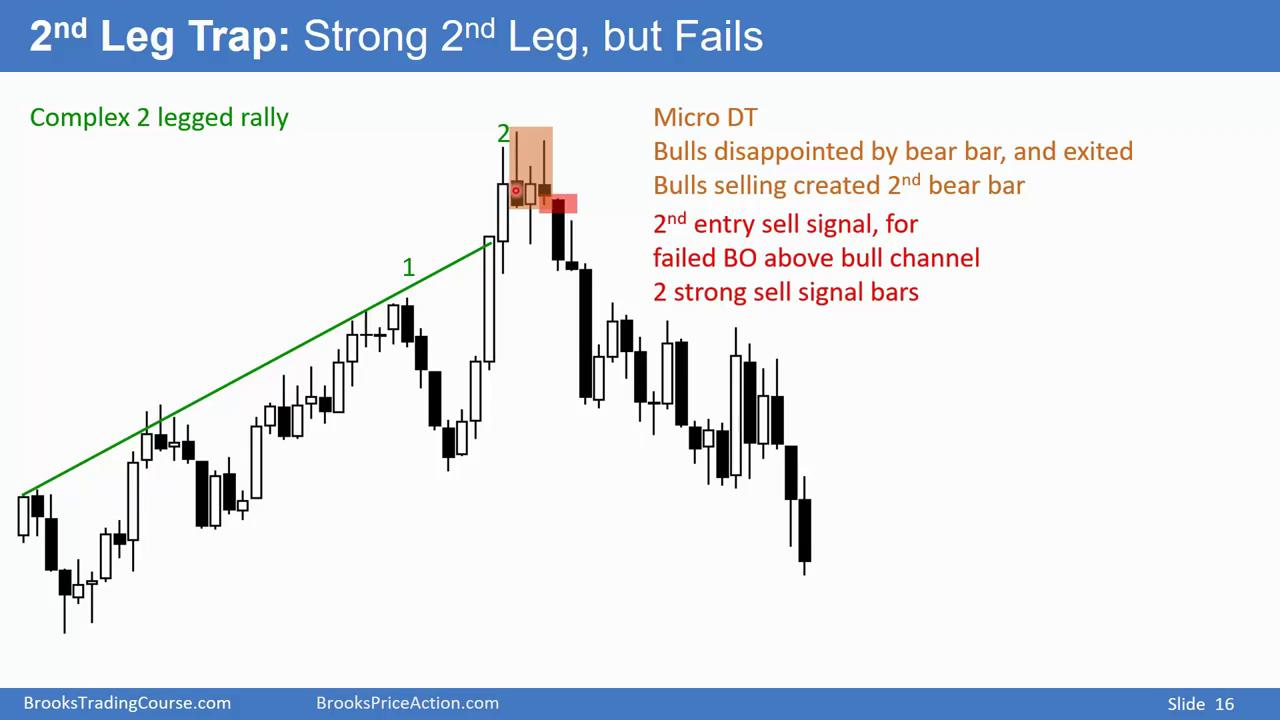 2nd Leg Trap: Strong 2nd Leg, but Fails
Complex 2 legged rally
Micro DT
Bulls disappointed by bear bar, and exited
Bulls selling created 2nd bear bar
2nd entry sell signal, for
failed BO above bull channel
2 strong sell signal bars
1
2
BrooksTradingCourse.com
BrooksPriceAction.com
Slide 16